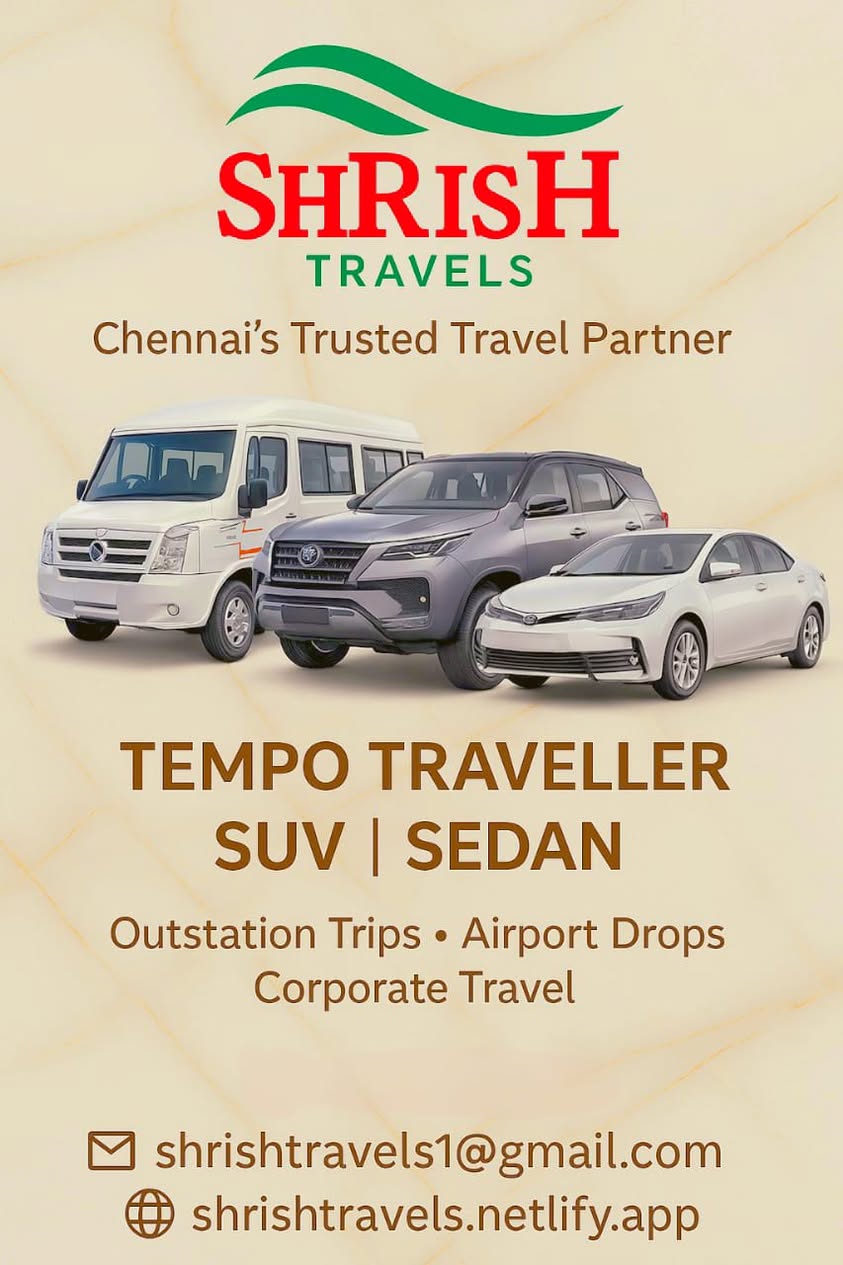 SHRISH
TRAVELS
Chennai's Trusted Travel Partner
TEMPO TRAVELLER
SUV | SEDAN
Outstation Trips • Airport Drops
Corporate Travel
shrishtravels1@gmail.com
shrishtravels.netlify.app